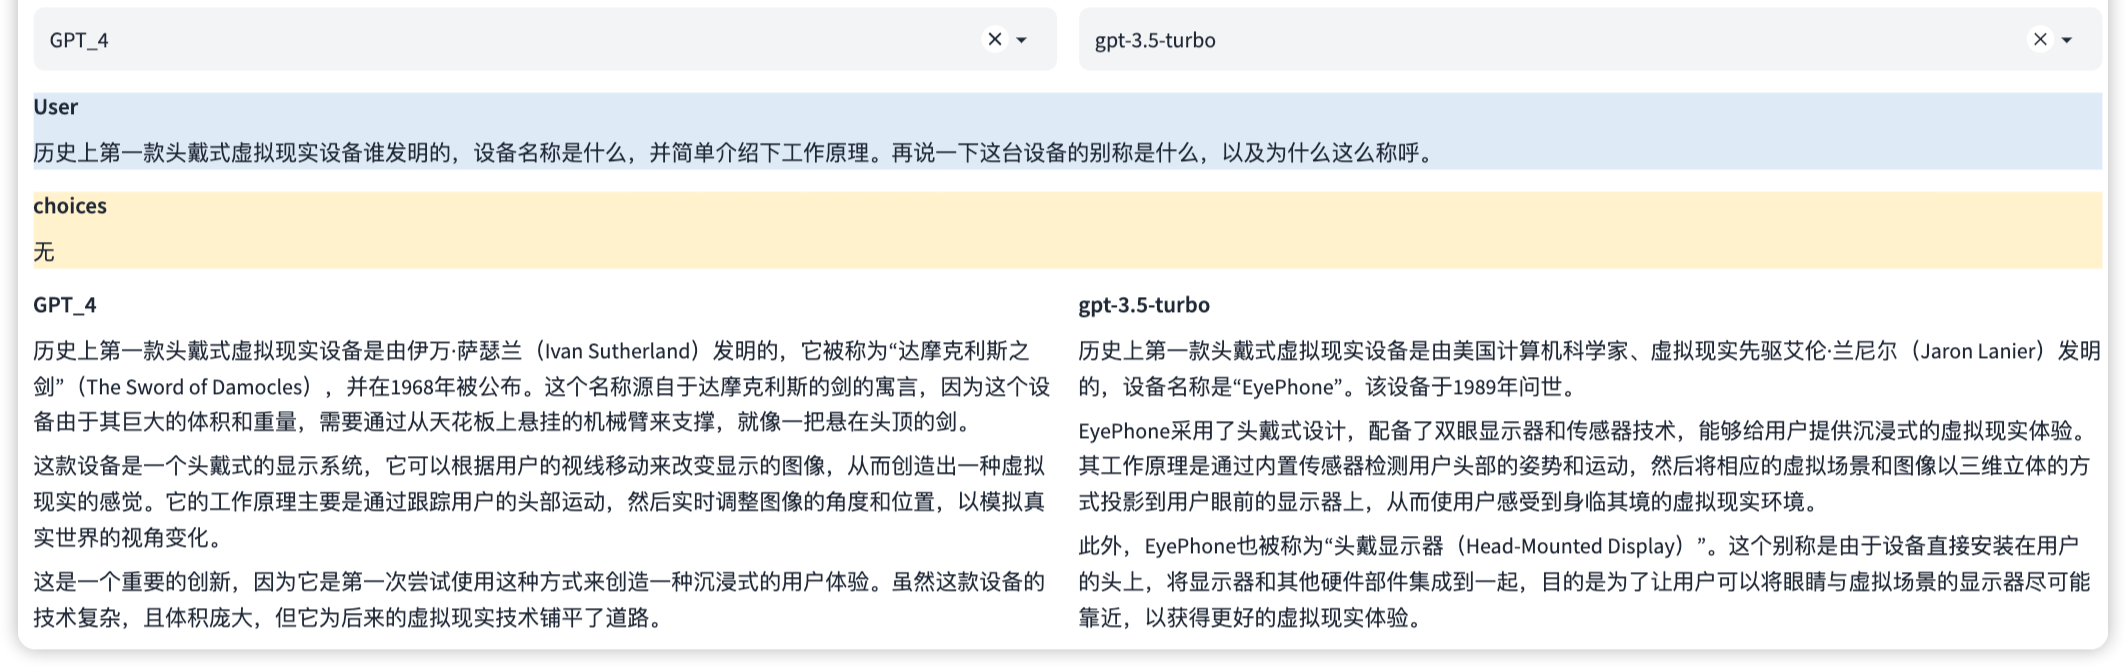 GPT_4
gpt-3.5-turbo
User
历史上第一款头戴式虚拟现实设备谁发明的，设备名称是什么，并简单介绍下工作原理。再说一下这台设备的别称是什么，以及为什么这么称呼。
choices
无
GPT_4
历史上第一款头戴式虚拟现实设备是由伊万·萨瑟兰（Ivan Sutherland）发明的，它被称为“达摩克利斯之
剑”（The Sword of Damocles），并在1968年被公布。这个名称源自于达摩克利斯的剑的寓言，因为这个设
备由于其巨大的体积和重量，需要通过从天花板上悬挂的机械臂来支撑，就像一把悬在头顶的剑。
这款设备是一个头戴式的显示系统，它可以根据用户的视线移动来改变显示的图像，从而创造出一种虚拟
现实的感觉。它的工作原理主要是通过跟踪用户的头部运动，然后实时调整图像的角度和位置，以模拟真
实世界的视角变化。
这是一个重要的创新，因为它是第一次尝试使用这种方式来创造一种沉浸式的用户体验。虽然这款设备的
技术复杂，且体积庞大，但它为后来的虚拟现实技术铺平了道路。
gpt-3.5-turbo
历史上第一款头戴式虚拟现实设备是由美国计算机科学家、虚拟现实先驱艾伦·兰尼尔（Jaron Lanier）发明
的，设备名称是“EyePhone”。该设备于1989年问世。
EyePhone采用了头戴式设计，配备了双眼显示器和传感器技术，能够给用户提供沉浸式的虚拟现实体验。
其工作原理是通过内置传感器检测用户头部的姿势和运动，然后将相应的虚拟场景和图像以三维立体的方
式投影到用户眼前的显示器上，从而使用户感受到身临其境的虚拟现实环境。
此外，EyePhone也被称为“头戴显示器（Head-Mounted Display）”。这个别称是由于设备直接安装在用户
的头上，将显示器和其他硬件部件集成到一起，目的是为了让用户可以将眼睛与虚拟场景的显示器尽可能
靠近，以获得更好的虚拟现实体验。